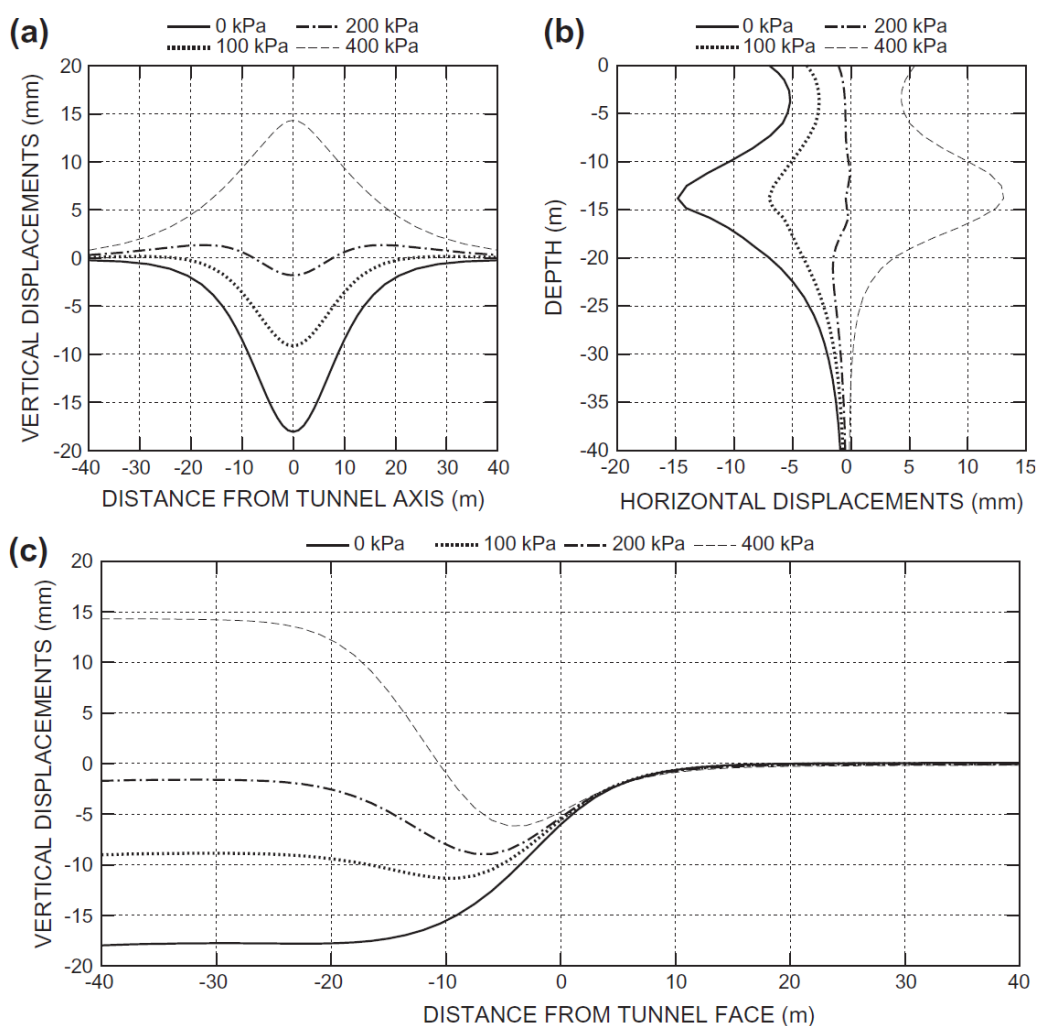 (a)
0 kPa 200 kPa
100 kPa 400 kPa
VERTICAL DISPLACEMENTS (mm)
20
15
10
5
0
-5
-10
-15
-20
-40 -30 -20 -10 0 10 20 30 40
DISTANCE FROM TUNNEL AXIS (m)
(b)
0 kPa 200 kPa
100 kPa 400 kPa
DEPTH (m)
0
-5
-10
-15
-20
-25
-30
-35
-40
-20 -15 -10 -5 0 5 10 15
HORIZONTAL DISPLACEMENTS (mm)
(c)
0 kPa 100 kPa 200 kPa 400 kPa
VERTICAL DISPLACEMENTS (mm)
20
15
10
5
0
-5
-10
-15
-20
-40 -30 -20 -10 0 10 20 30 40
DISTANCE FROM TUNNEL FACE (m)